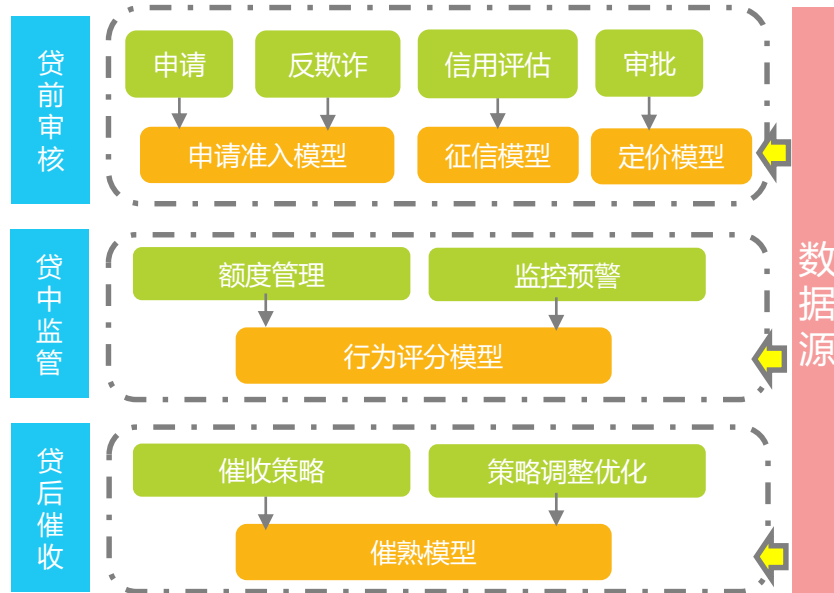 贷前审核
申请
反欺诈
信用评估
审批
申请准入模型
征信模型
定价模型
贷中监管
额度管理
监控预警
行为评分模型
贷后催收
催收策略
策略调整优化
催熟模型
数据源